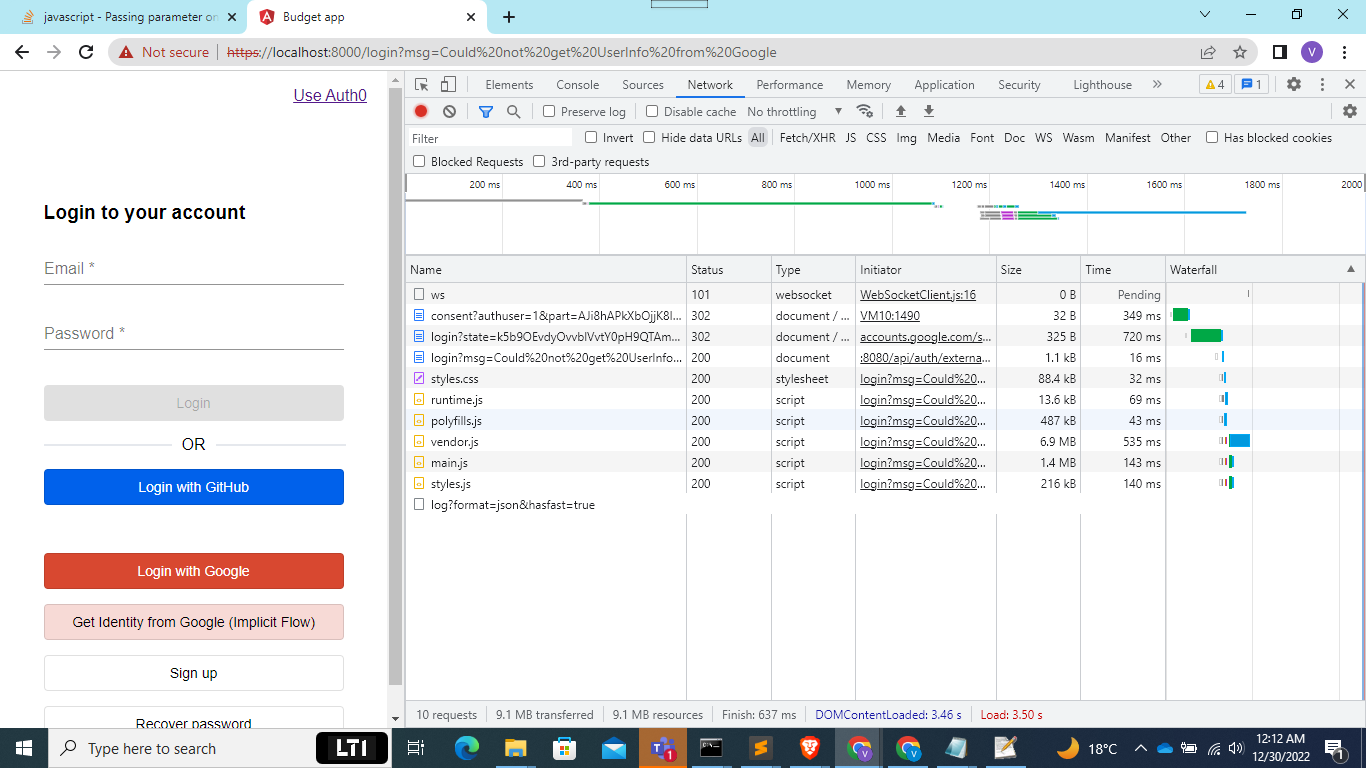 javascript - Passing parameter on
Budget app
Not secure https://localhost:8000/login?msg=Could%20not%20get%20UserInfo%20from%20Google
V
Use Auth0
Login to your account
Email *
Password *
Login
OR
Login with GitHub
Login with Google
Get Identity from Google (Implicit Flow)
Sign up
Recover password
Elements Console Sources Network Performance Memory Application Security Lighthouse 4 1
Preserve log Disable cache No throttling
Filter Invert Hide data URLs All Fetch/XHR JS CSS Img Media Font Doc WS Wasm Manifest Other Has blocked cookies
Blocked Requests 3rd-party requests
200 ms 400 ms 600 ms 800 ms 1000 ms 1200 ms 1400 ms 1600 ms 1800 ms 2000
Name Status Type Initiator Size Time Waterfall
ws 101 websocket WebSocketClient.js:16 0 B Pending
consent?authuser=1&part=AJi8hAPkXbOjjK8l... 302 document / ... VM10:1490 32 B 349 ms
login?state=k5b9OEvdyOvvblVvtY0pH9QTAm... 302 document / ... accounts.google.com/s... 325 B 720 ms
login?msg=Could%20not%20get%20UserInfo... 200 document :8080/api/auth/externa... 1.1 kB 16 ms
styles.css 200 stylesheet login?msg=Could%20... 88.4 kB 32 ms
runtime.js 200 script login?msg=Could%20... 13.6 kB 69 ms
polyfills.js 200 script login?msg=Could%20... 487 kB 43 ms
vendor.js 200 script login?msg=Could%20... 6.9 MB 535 ms
main.js 200 script login?msg=Could%20... 1.4 MB 143 ms
styles.js 200 script login?msg=Could%20... 216 kB 140 ms
log?format=json&hasfast=true
10 requests 9.1 MB transferred 9.1 MB resources Finish: 637 ms DOMContentLoaded: 3.46 s Load: 3.50 s
Type here to search
LTI
1
V
V
18°C
12:12 AM
12/30/2022
1